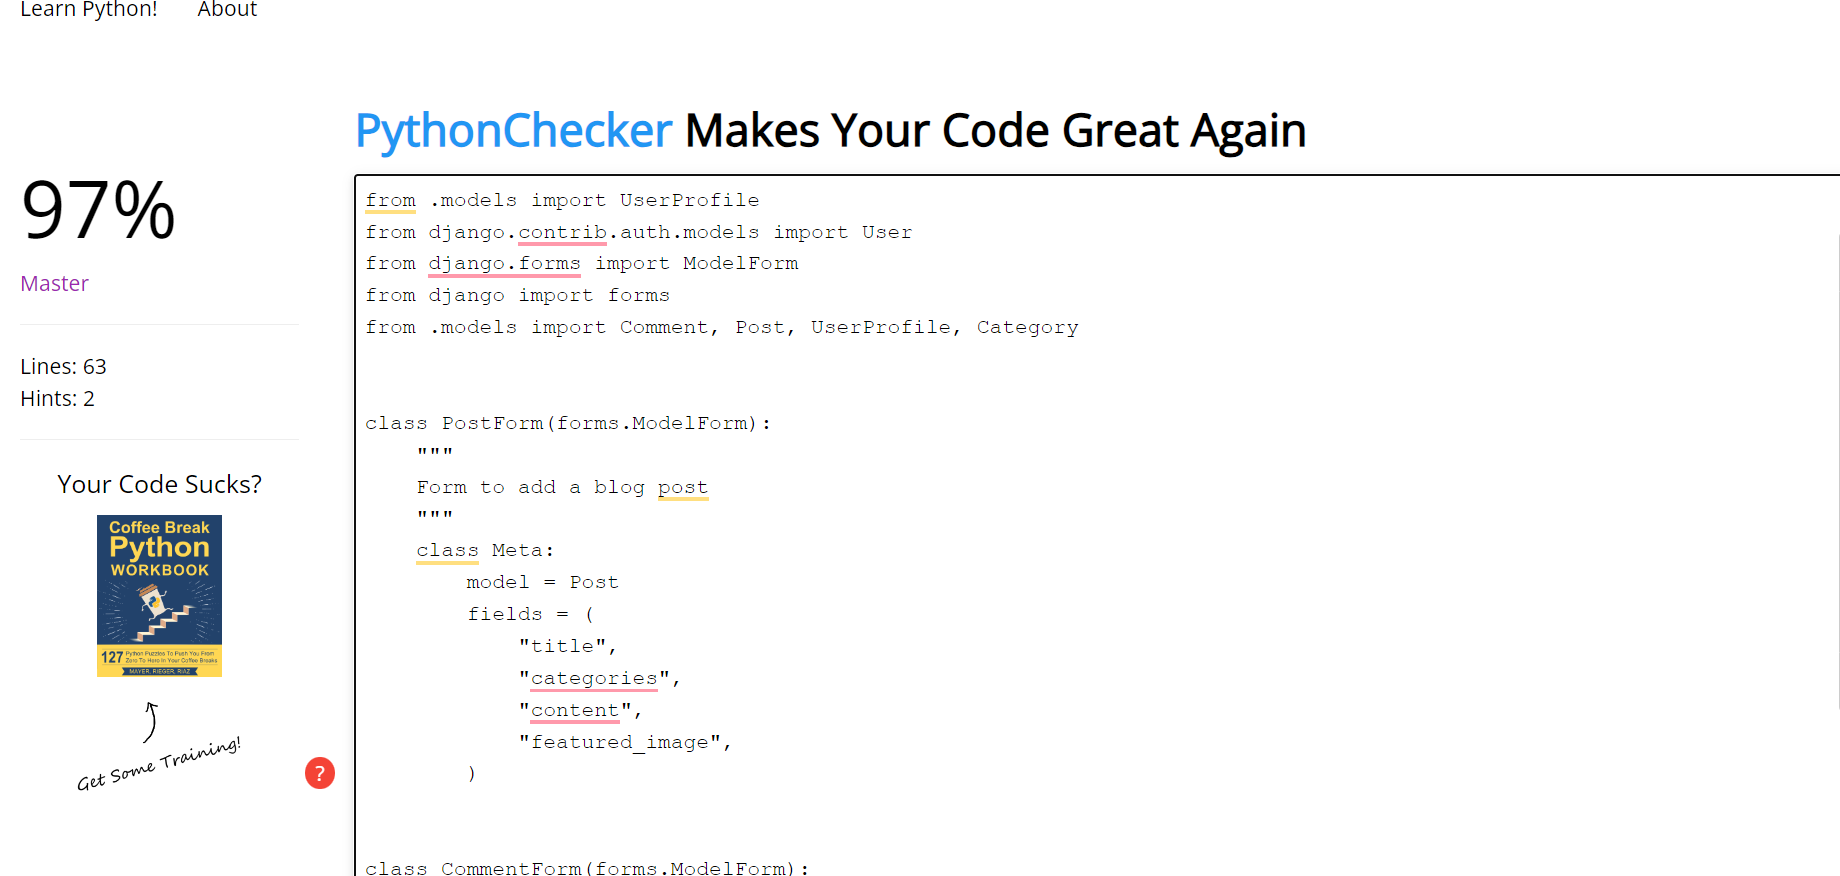 Learn Python! About
PythonChecker Makes Your Code Great Again
97%
Master
Lines: 63
Hints: 2
Your Code Sucks?
Coffee Break
Python
WORKBOOK
127 Python Puzzles To Push You From
Zero To Hero in Your Coffee Breaks
MAYER, RIEGER, RIAZ
Get Some Training!
?
from .models import UserProfile
from django.contrib.auth.models import User
from django.forms import ModelForm
from django import forms
from .models import Comment, Post, UserProfile, Category
class PostForm(forms.ModelForm):
"""
Form to add a blog post
"""
class Meta:
model = Post
fields = (
"title",
"categories",
"content",
"featured_image",
)
class CommentForm(forms.ModelForm):